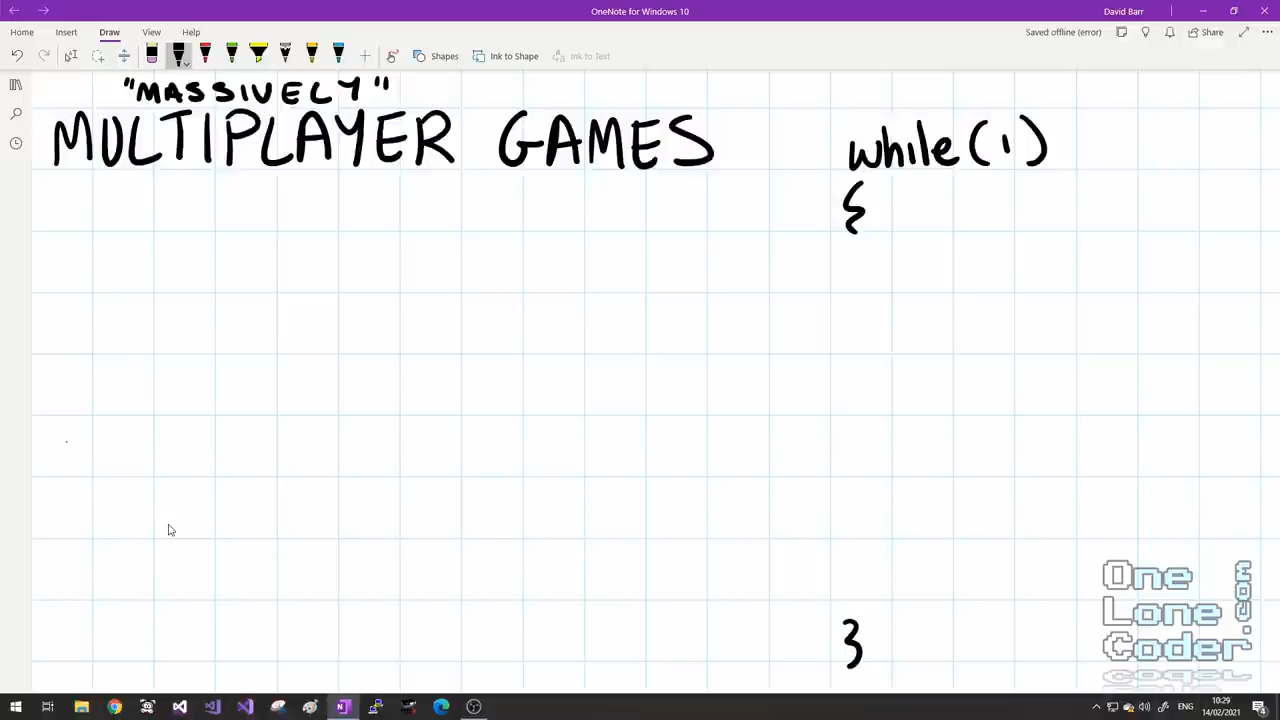 OneNote for Windows 10
David Barr
Home
Insert
Draw
View
Help
Saved offline (error)
Share
Shapes
Ink to Shape
Ink to Text
"MASSIVELY"
MULTIPLAYER GAMES
while(1)
{
}
One
Lone
Coder
.com
ENG
10:29
14/02/2021